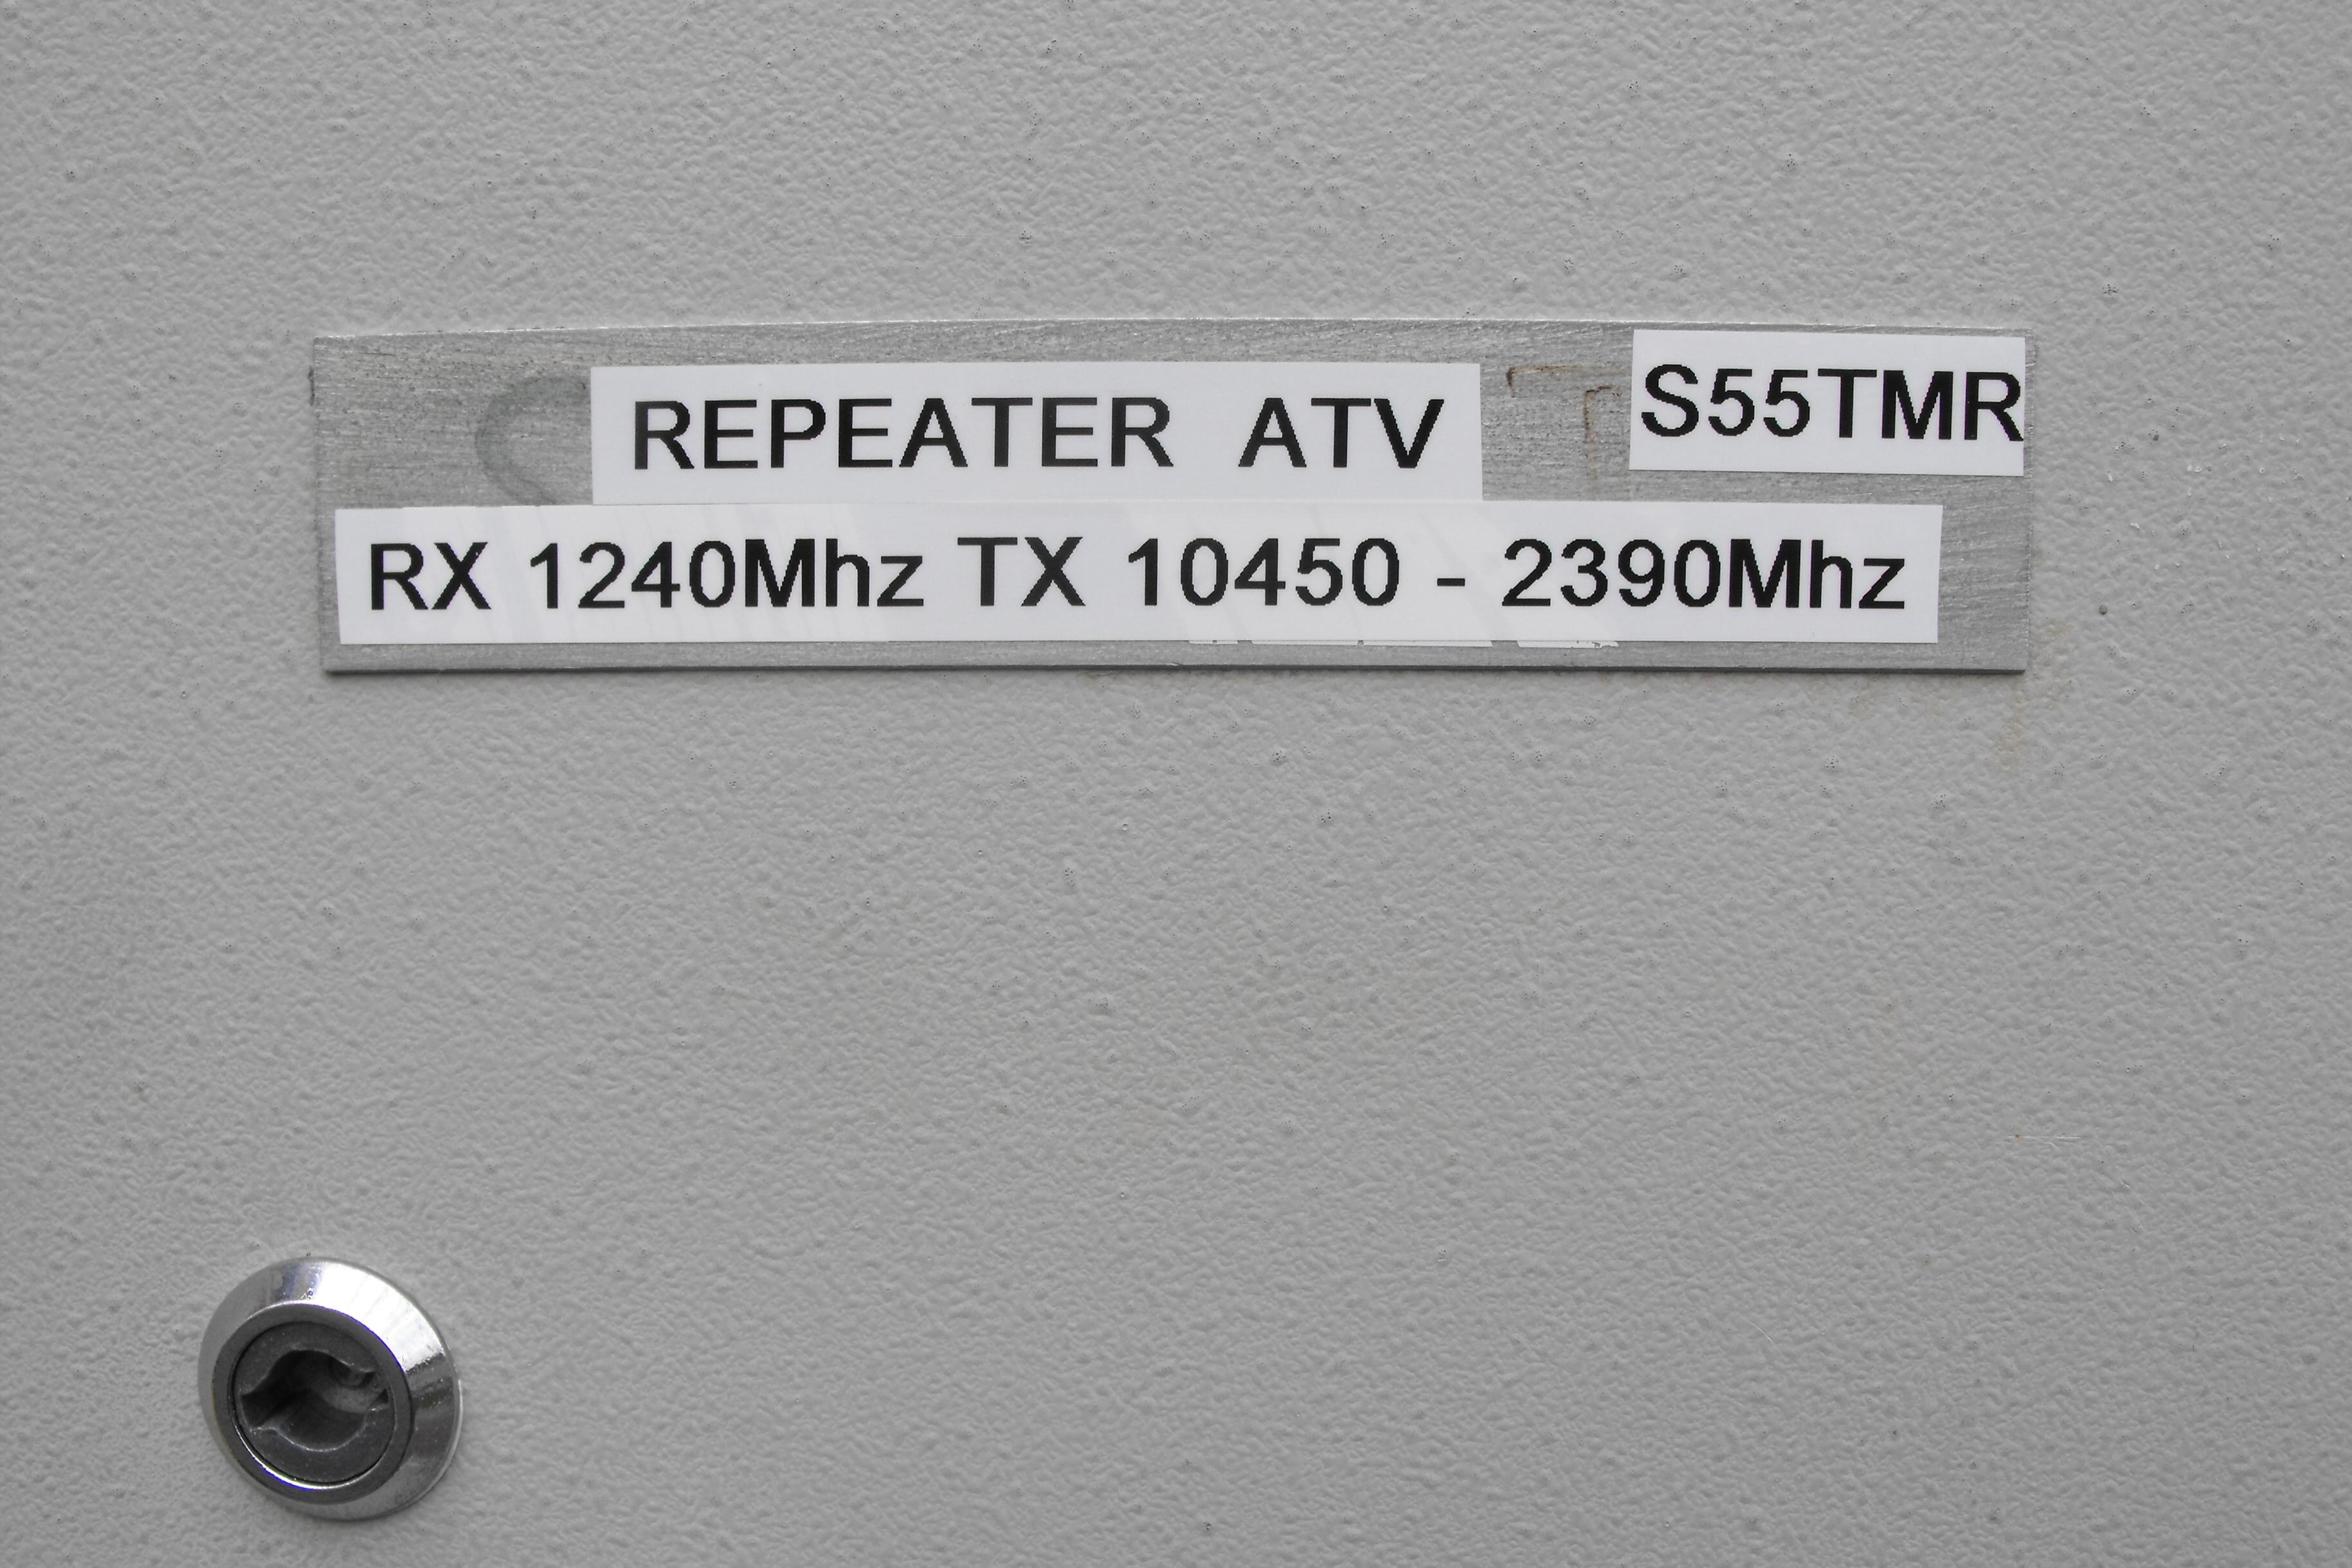 REPEATER ATV
S55TMR
RX 1240Mhz TX 10450 - 2390Mhz